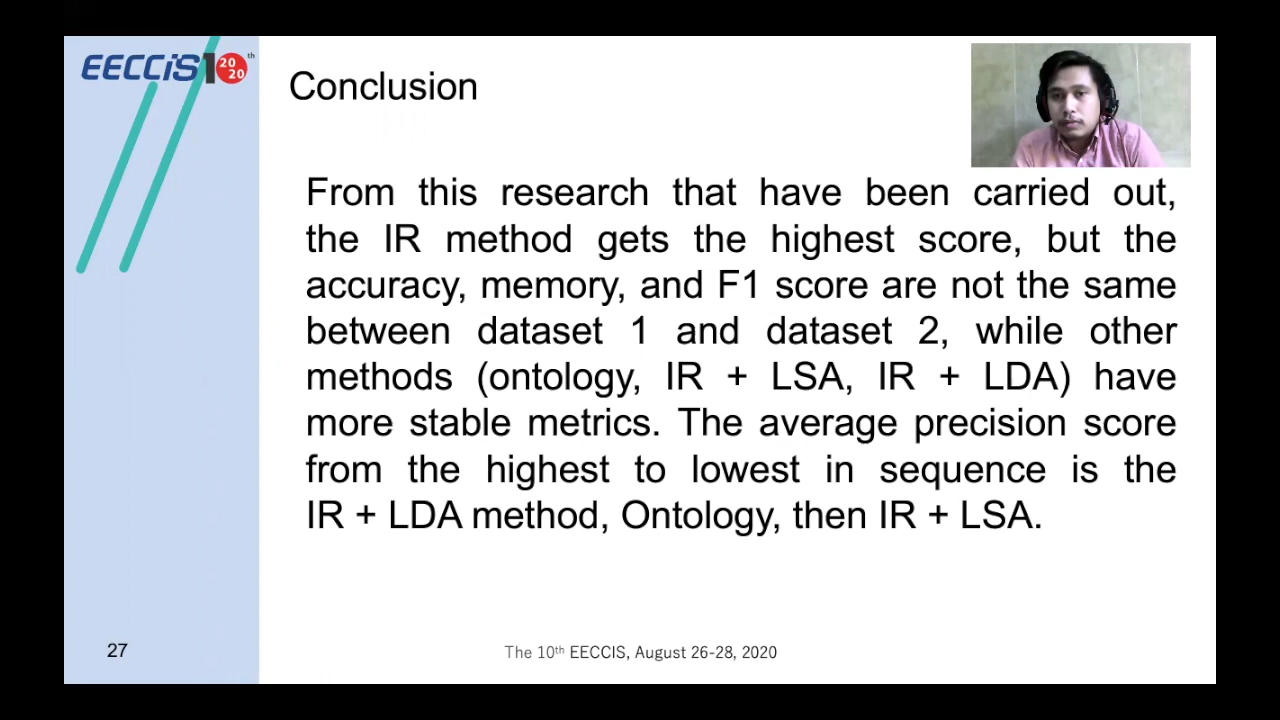 EECCiS10 2020 th
Conclusion
From this research that have been carried out,
the IR method gets the highest score, but the
accuracy, memory, and F1 score are not the same
between dataset 1 and dataset 2, while other
methods (ontology, IR + LSA, IR + LDA) have
more stable metrics. The average precision score
from the highest to lowest in sequence is the
IR + LDA method, Ontology, then IR + LSA.
27
The 10th EECCIS, August 26-28, 2020